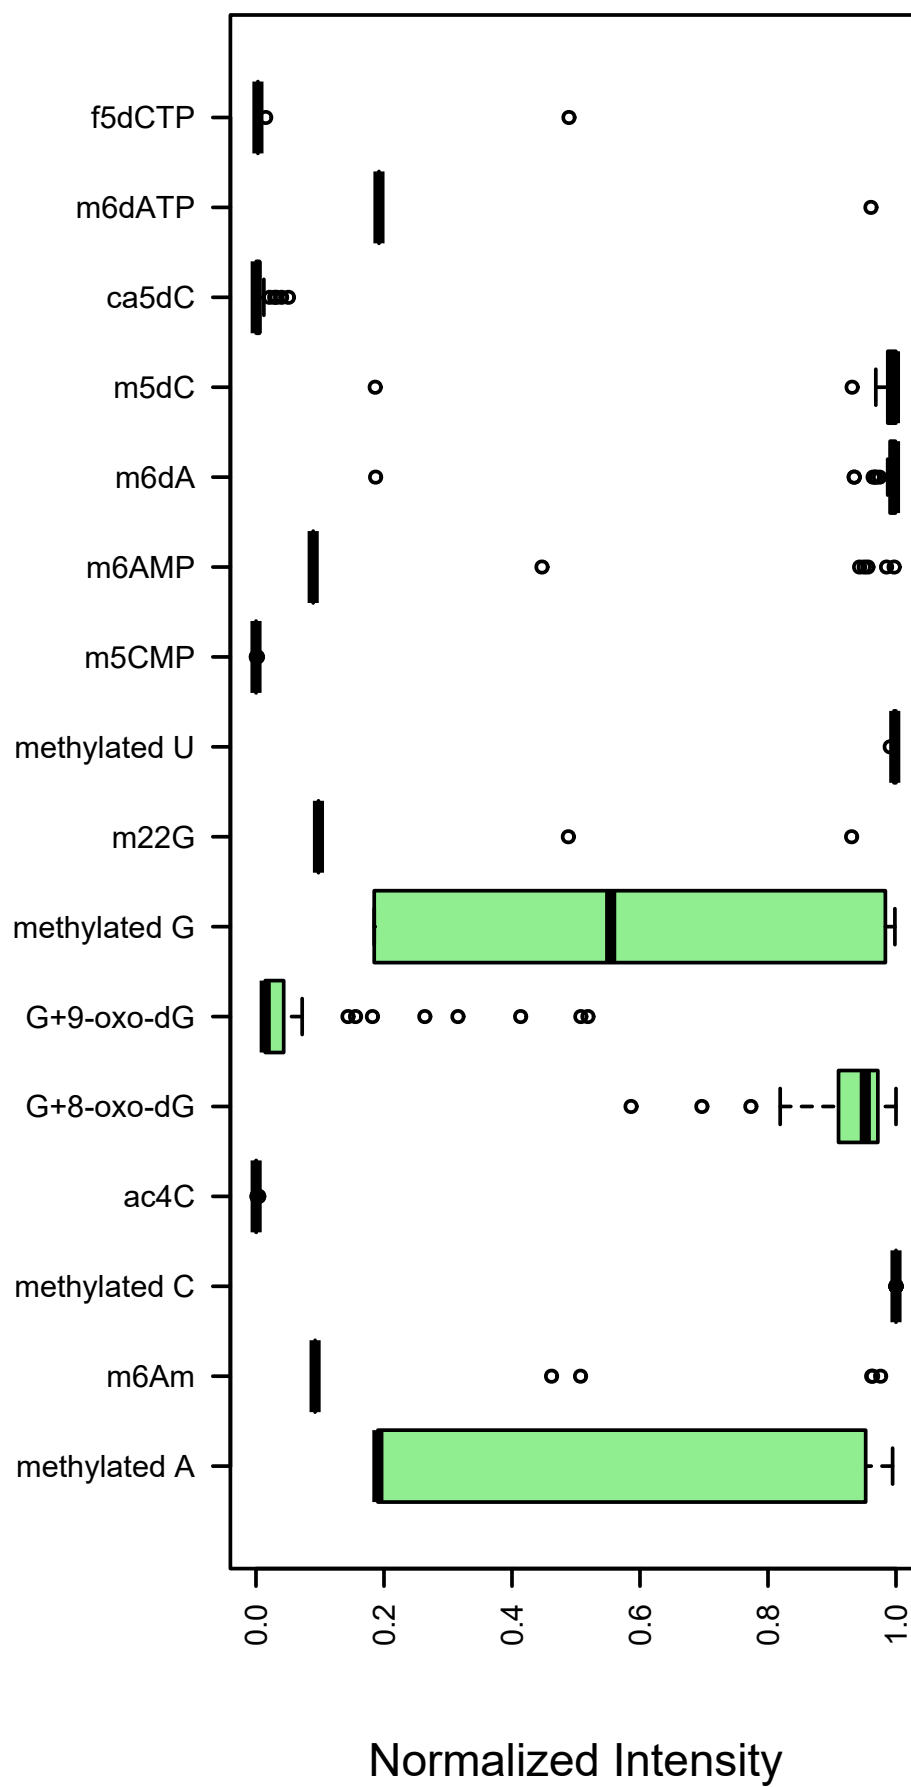 f5dCTP
m6dATP
ca5dC
m5dC
m6dA
m6AMP
m5CMP
methylated U
m22G
methylated G
G+9-oxo-dG
G+8-oxo-dG
ac4C
methylated C
m6Am
methylated A
0.0 0.2 0.4 0.6 0.8 1.0
Normalized Intensity